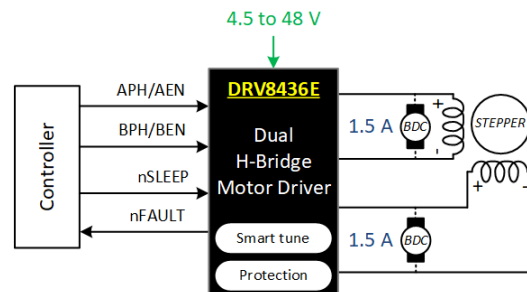 4.5 to 48 V
DRV8436E
Dual
H-Bridge
Motor Driver
Smart tune
Protection
Controller
APH/AEN
BPH/BEN
nSLEEP
nFAULT
1.5 A
BDC
+
-
STEPPER
+
-
1.5 A
BDC